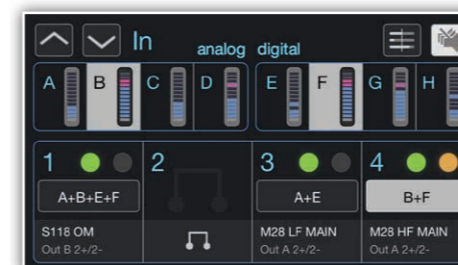 In analog digital
A B C D E F G H
1 2 3 4
A+B+E+F A+E B+F
S118 OM M28 LF MAIN M28 HF MAIN
Out B 2+/2- Out A 2+/2- Out A 2+/2-